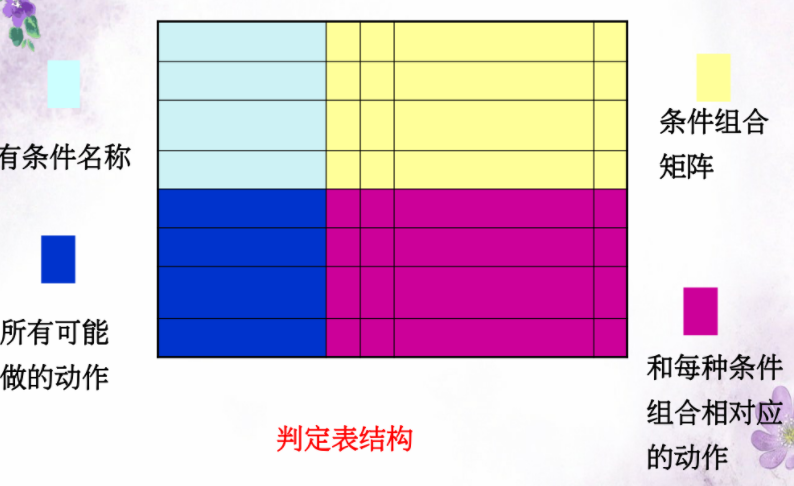 有条件名称
条件组合
矩阵
所有可能
做的动作
和每种条件
组合相对应
的动作
判定表结构